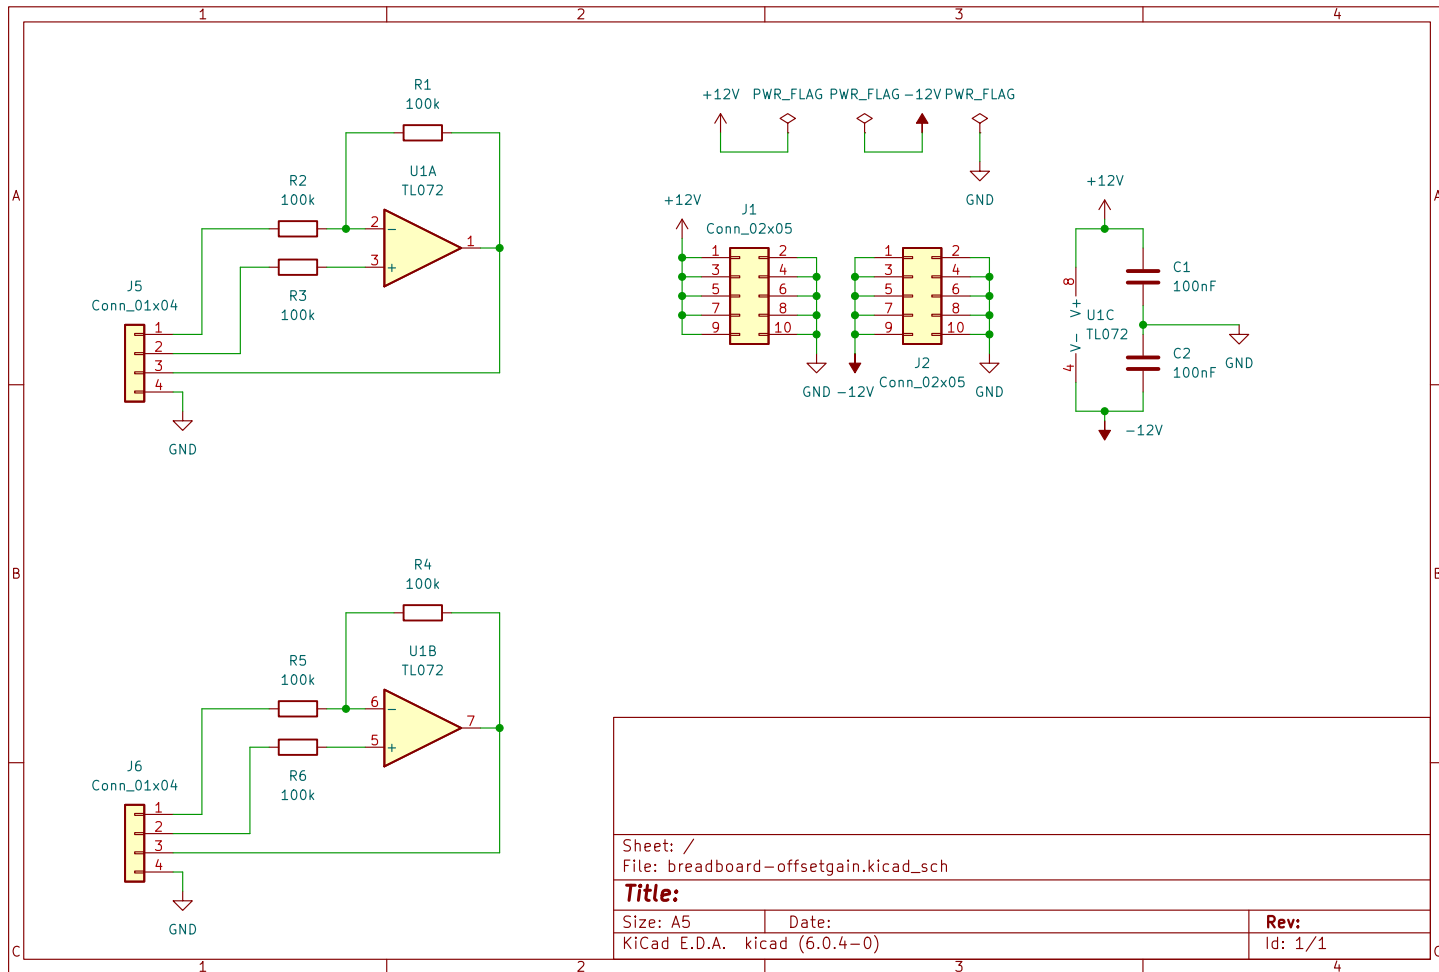 1 2 3 4
R1
100k
U1A
TL072
R2
100k
2
−
1
3
+
R3
100k
J5
Conn_01x04
1
2
3
4
GND
+12V PWR_FLAG PWR_FLAG −12V PWR_FLAG
GND
+12V
J1
Conn_02x05
1 2
3 4
5 6
7 8
9 10
GND
1 2
3 4
5 6
7 8
9 10
−12V
J2
Conn_02x05
GND
+12V
8
V+
U1C
TL072
V−
4
C1
100nF
C2
100nF
GND
−12V
A A
R4
100k
U1B
TL072
R5
100k
6
−
7
5
+
R6
100k
J6
Conn_01x04
1
2
3
4
GND
B B
Sheet: /
File: breadboard−offsetgain.kicad_sch
Title:
Size: A5 Date: Rev:
KiCad E.D.A. kicad (6.0.4−0) Id: 1/1
C C
1 2 3 4